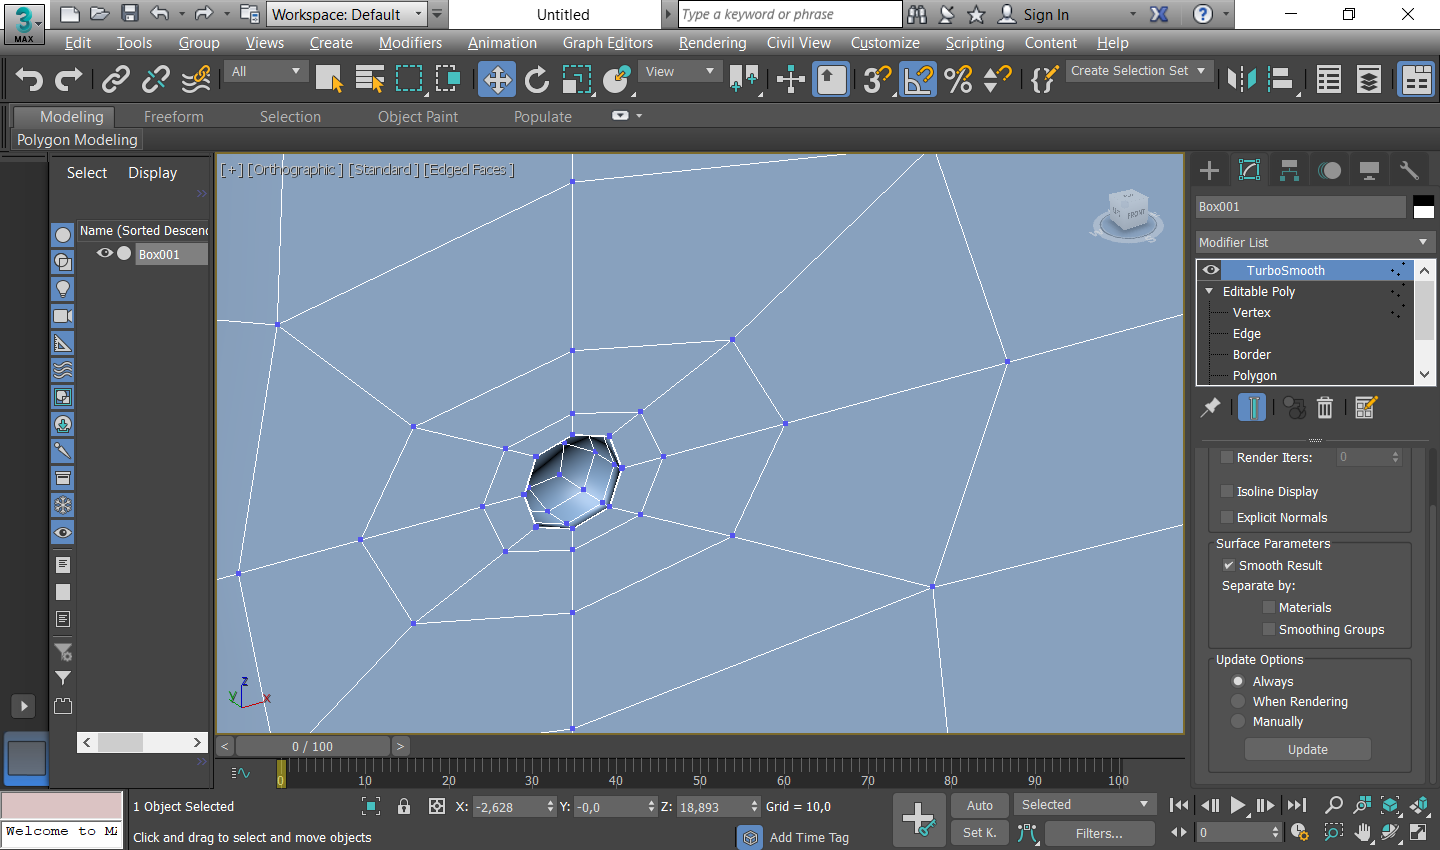 3
MAX
Workspace: Default
Untitled
Type a keyword or phrase
Sign In
Edit Tools Group Views Create Modifiers Animation Graph Editors Rendering Civil View Customize Scripting Content Help
All
View
3
Create Selection Set
Modeling Freeform Selection Object Paint Populate
Polygon Modeling
Select Display
Name (Sorted Descend
Box001
[+] [Orthographic ] [Standard ] [Edged Faces ]
FRONT
z
y
x
Box001
Modifier List
TurboSmooth
Editable Poly
Vertex
Edge
Border
Polygon
Render Iters: 0
Isoline Display
Explicit Normals
Surface Parameters
Smooth Result
Separate by:
Materials
Smoothing Groups
Update Options
Always
When Rendering
Manually
Update
< 0 / 100 >
0 10 20 30 40 50 60 70 80 90 100
Welcome to MA
1 Object Selected
X: -2,628 Y: -0,0 Z: 18,893 Grid = 10,0
Click and drag to select and move objects
Add Time Tag
Auto Selected
Set K. Filters...
0